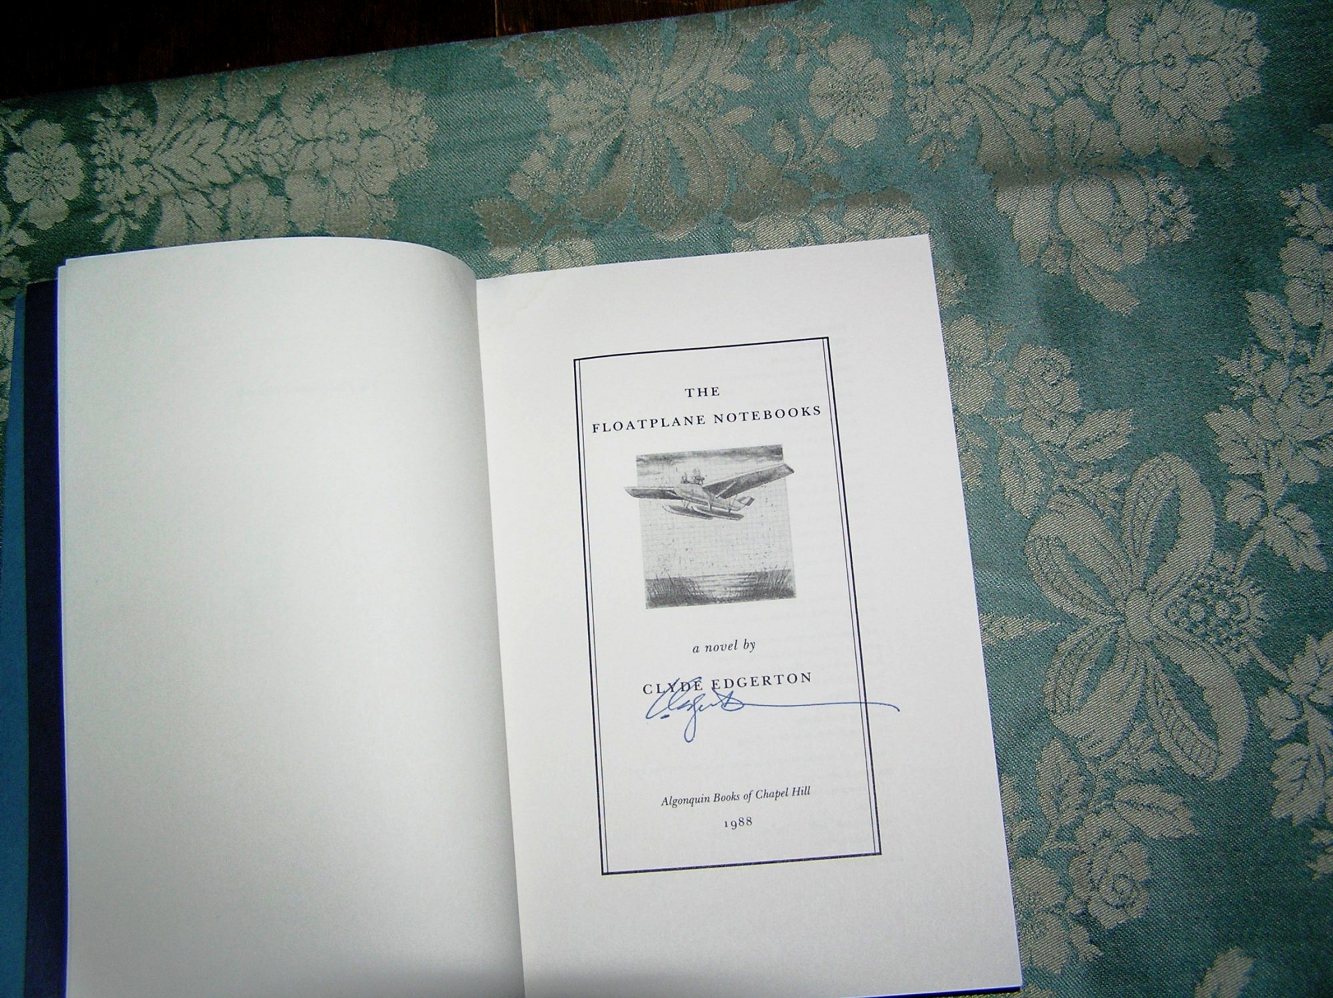 THE
FLOATPLANE NOTEBOOKS
a novel by
CLYDE EDGERTON
Algonquin Books of Chapel Hill
1988